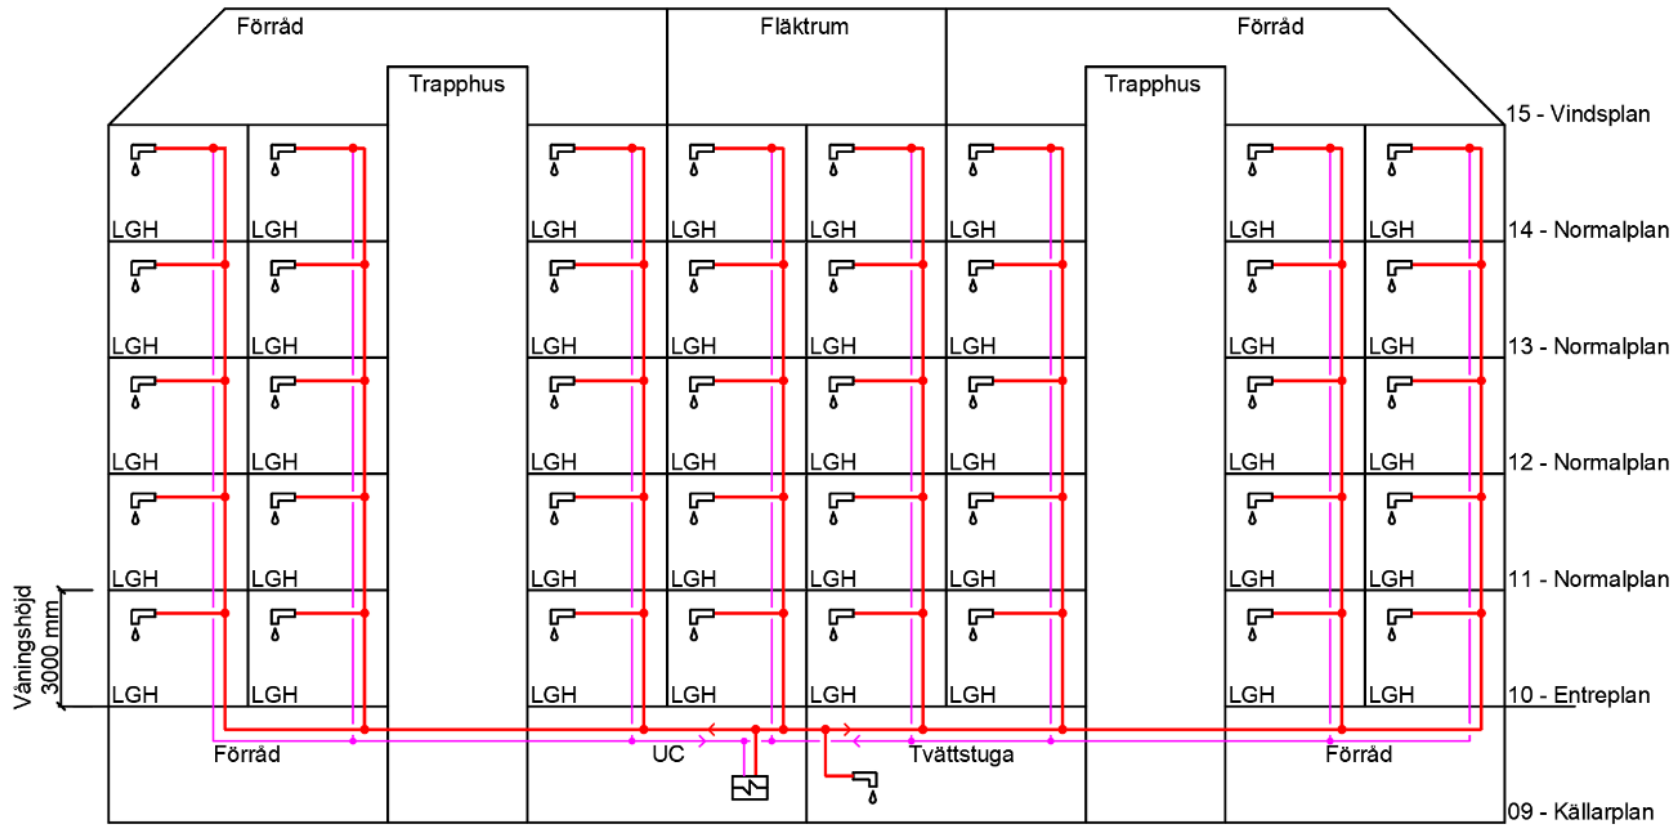 Förråd Fläktrum Förråd
Trapphus Trapphus
15 - Vindsplan
LGH LGH LGH LGH LGH LGH LGH LGH 14 - Normalplan
LGH LGH LGH LGH LGH LGH LGH LGH 13 - Normalplan
LGH LGH LGH LGH LGH LGH LGH LGH 12 - Normalplan
LGH LGH LGH LGH LGH LGH LGH LGH 11 - Normalplan
Våningshöjd
3000 mm
LGH LGH LGH LGH LGH LGH LGH LGH 10 - Entreplan
Förråd UC Tvättstuga Förråd
09 - Källarplan